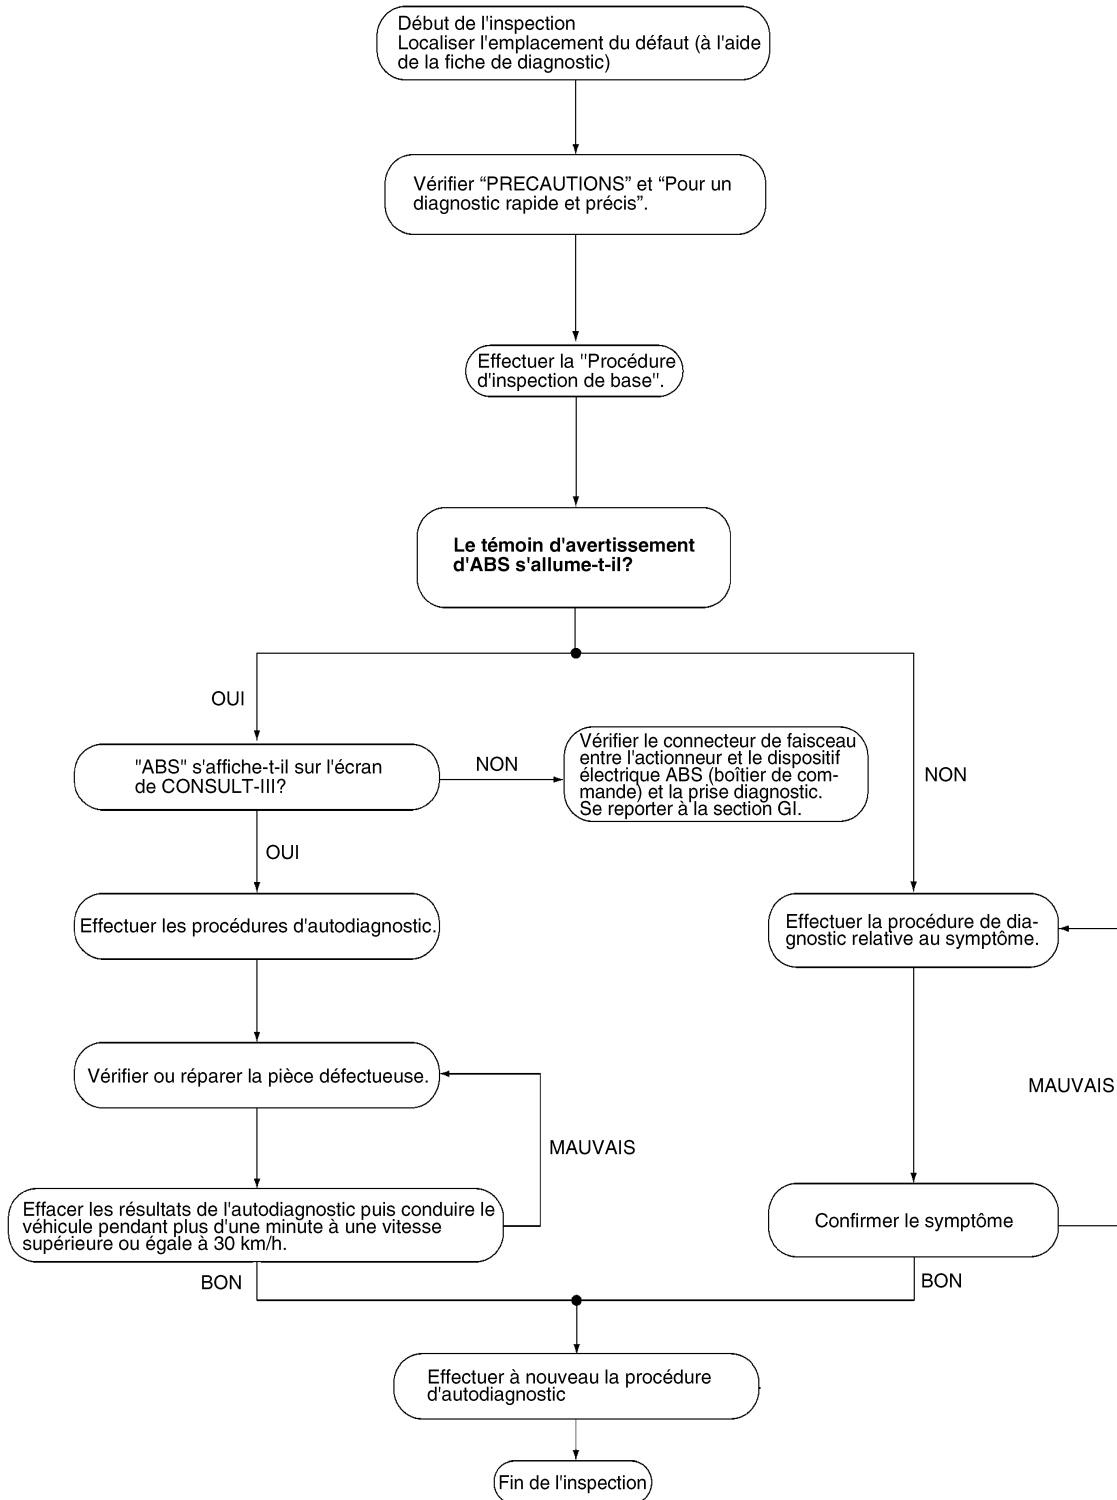 Début de l'inspection
Localiser l'emplacement du défaut (à l'aide
de la fiche de diagnostic)
Vérifier “PRECAUTIONS” et “Pour un
diagnostic rapide et précis”.
Effectuer la "Procédure
d'inspection de base".
Le témoin d'avertissement
d'ABS s'allume-t-il?
OUI
"ABS" s'affiche-t-il sur l'écran
de CONSULT-III?
NON
Vérifier le connecteur de faisceau
entre l'actionneur et le dispositif
électrique ABS (boîtier de com-
mande) et la prise diagnostic.
Se reporter à la section GI.
NON
OUI
Effectuer les procédures d'autodiagnostic.
Effectuer la procédure de dia-
gnostic relative au symptôme.
Vérifier ou réparer la pièce défectueuse.
MAUVAIS
MAUVAIS
Effacer les résultats de l'autodiagnostic puis conduire le
véhicule pendant plus d'une minute à une vitesse
supérieure ou égale à 30 km/h.
Confirmer le symptôme
BON
BON
Effectuer à nouveau la procédure
d'autodiagnostic
Fin de l'inspection